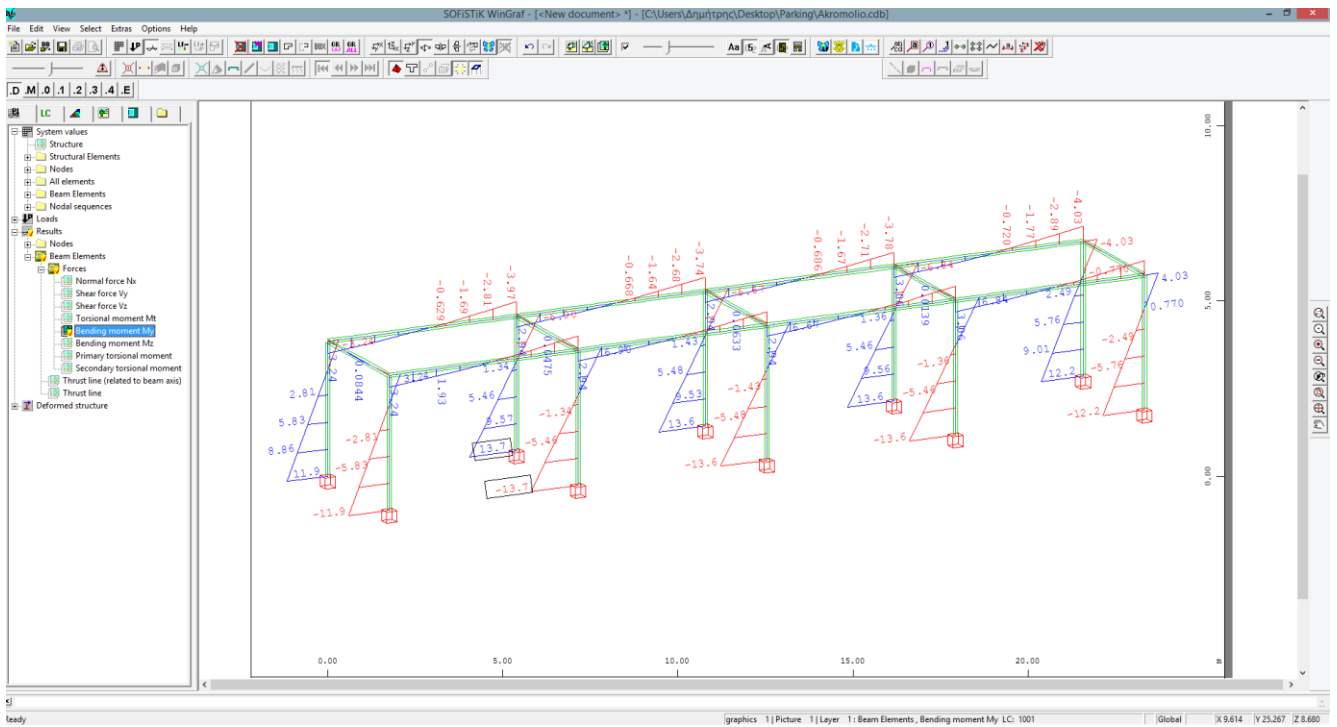 SOFiSTiK WinGraf - [<New document> *] - [C:\Users\Δημήτρης\Desktop\Parking\Akromolio.cdb]
File Edit View Select Extras Options Help
.D .M .0 .1 .2 .3 .4 .E
LC
System values
Structure
Structural Elements
Nodes
All elements
Beam Elements
Nodal sequences
Loads
Results
Nodes
Beam Elements
Forces
Normal force Nx
Shear force Vy
Shear force Vz
Torsional moment Mt
Bending moment My
Bending moment Mz
Primary torsional moment
Secondary torsional moment
Thrust line (related to beam axis)
Thrust line
Deformed structure
10.00
5.00
0.00
-0.629 -1.69 -2.81 -3.97
-0.668 -1.64 -2.68 -3.74
-0.686 -1.67 -2.71 -3.78
-0.720 -1.77 -2.89 -4.03
-4.03
4.03
0.770
2.81
5.83
8.86
11.9
-2.81
-5.83
-11.9
0.0844
1.93
3.24
1.34
5.46
9.57
13.7
-1.34
-5.46
-13.7
0.0475
1.43
5.48
9.53
13.6
-1.43
-5.48
-13.6
0.0633
1.36
5.46
9.56
13.6
-1.36
-5.46
-13.6
0.0139
6.84
2.49
5.76
9.01
12.2
-2.49
-5.76
-12.2
0.00 5.00 10.00 15.00 20.00 m
graphics 1 | Picture 1 | Layer 1 : Beam Elements , Bending moment My LC: 1001 Global X 9.614 Y 25.267 Z 8.680